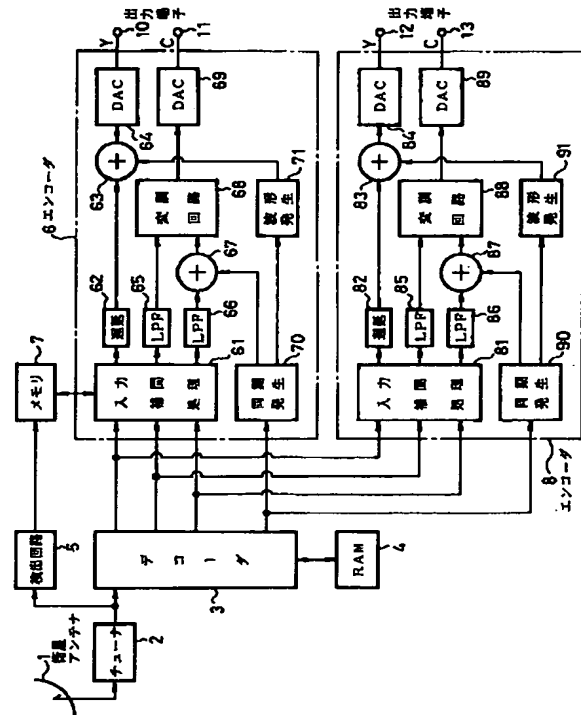 1
衛星
アンテナ
2
チューナ
5
検出回路
3
デコーダ
4
RAM
7
メモリ
6 エンコーダ
61
入力
補間
処理
62
遅延
65
LPF
66
LPF
67
+
63
+
64
DAC
68
変調
回路
69
DAC
70
同期
発生
71
波形
発生
出力端子
10
Y
11
C
8
エンコーダ
81
入力
補間
処理
82
遅延
85
LPF
86
LPF
87
+
83
+
84
DAC
88
変調
回路
89
DAC
90
同期
発生
91
波形
発生
出力端子
12
Y
13
C